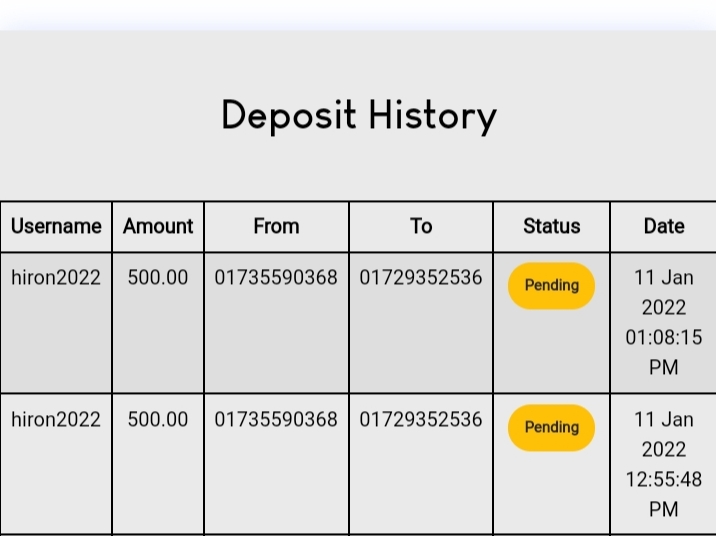 Deposit History
Username Amount From To Status Date
hiron2022 500.00 01735590368 01729352536 Pending 11 Jan
2022
01:08:15
PM
hiron2022 500.00 01735590368 01729352536 Pending 11 Jan
2022
12:55:48
PM